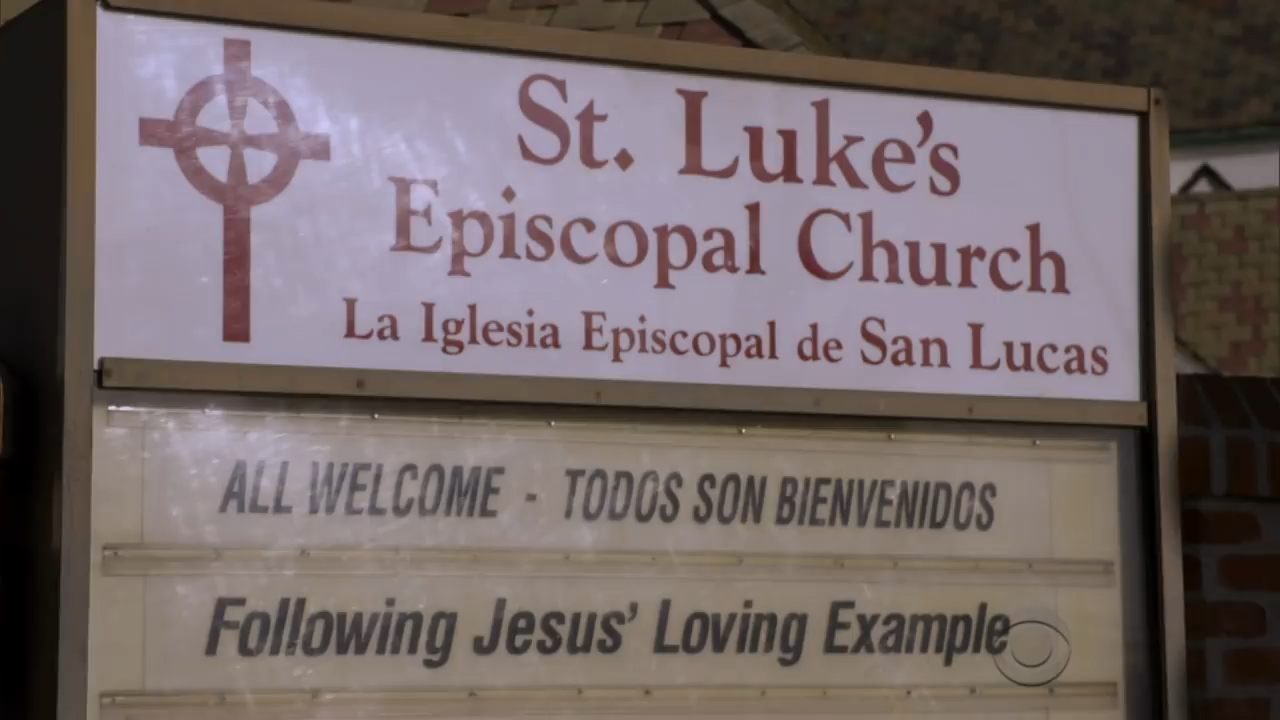 St. Luke's
Episcopal Church
La Iglesia Episcopal de San Lucas
ALL WELCOME - TODOS SON BIENVENIDOS
Following Jesus' Loving Example